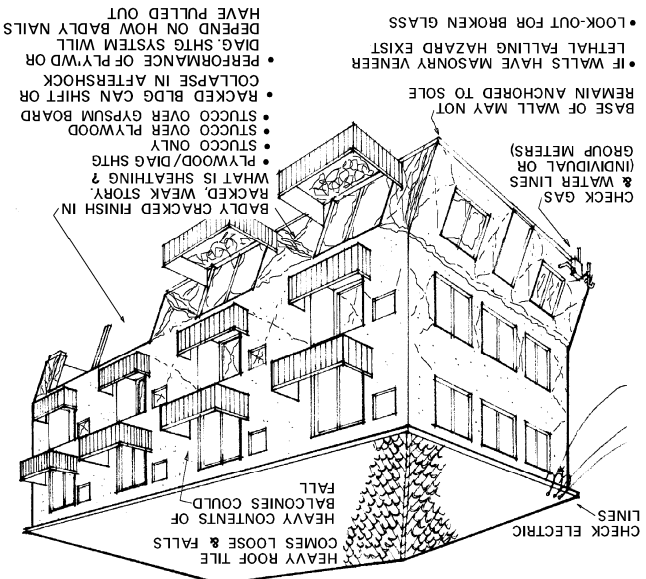 HEAVY ROOF TILE
COMES LOOSE & FALLS
CHECK ELECTRIC
LINES
HEAVY CONTENTS OF
BALCONIES COULD
FALL
CHECK GAS
& WATER LINES
(INDIVIDUAL OR
GROUP METERS)
BASE OF WALL MAY NOT
REMAIN ANCHORED TO SOLE
• IF WALLS HAVE MASONRY VENEER
LETHAL FALLING HAZARD EXIST
• LOOK-OUT FOR BROKEN GLASS
BADLY CRACKED FINISH IN
RACKED, WEAK STORY.
WHAT IS SHEATHING ?
• PLYWOOD/DIAG SHTG
• STUCCO ONLY
• STUCCO OVER PLYWOOD
• STUCCO OVER GYPSUM BOARD
• RACKED BLDG CAN SHIFT OR
COLLAPSE IN AFTERSHOCK
• PERFORMANCE OF PLY'WD OR
DIAG. SHTG SYSTEM WILL
DEPEND ON HOW BADLY NAILS
HAVE PULLED OUT